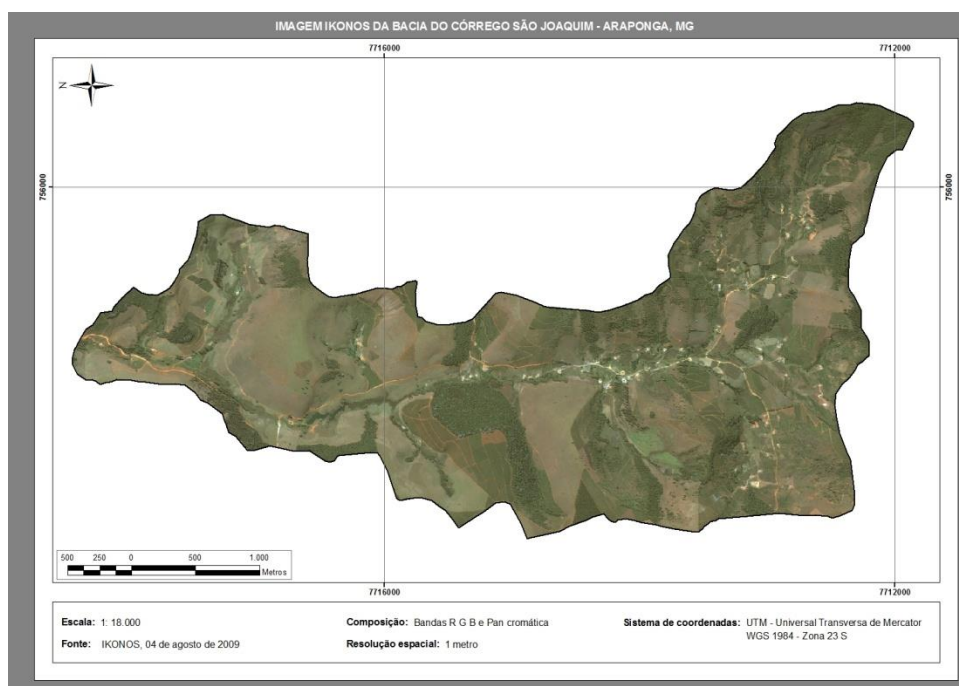 IMAGEM IKONOS DA BACIA DO CÓRREGO SÃO JOAQUIM - ARAPONGA, MG
7716000
7712000
N
756000
756000
500 250 0 500 1.000
Metros
7716000
7712000
Escala: 1: 18.000
Fonte: IKONOS, 04 de agosto de 2009
Composição: Bandas R G B e Pan cromática
Resolução espacial: 1 metro
Sistema de coordenadas: UTM - Universal Transversa de Mercator
WGS 1984 - Zona 23 S